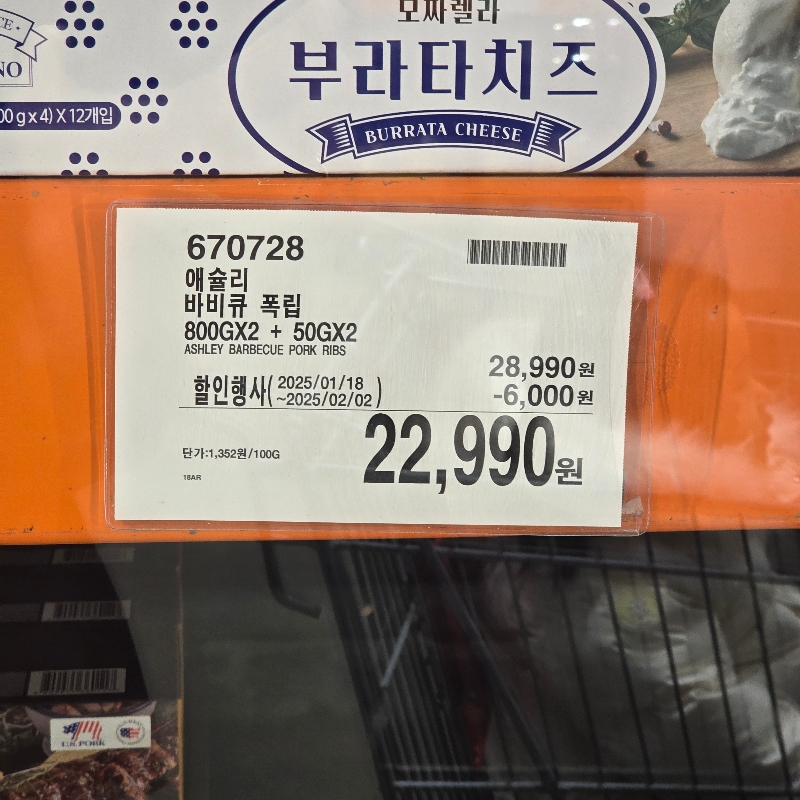 모짜렐라
부라타치즈
BURRATA CHEESE
NO
00 g x 4) X 12개입
670728
애슐리
바비큐 폭립
800GX2 + 50GX2
ASHLEY BARBECUE PORK RIBS
28,990원
할인행사( 2025/01/18 ~2025/02/02 )
-6,000원
22,990원
단가:1,352원/100G
18AR
U.S. PORK